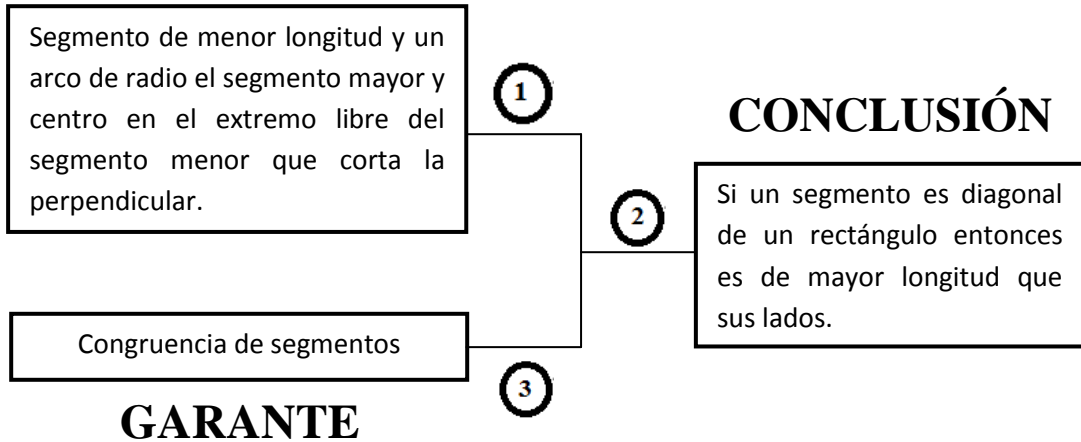 Segmento de menor longitud y un
arco de radio el segmento mayor y
centro en el extremo libre del
segmento menor que corta la
perpendicular.
1
CONCLUSIÓN
2
Si un segmento es diagonal
de un rectángulo entonces
es de mayor longitud que
sus lados.
Congruencia de segmentos
3
GARANTE